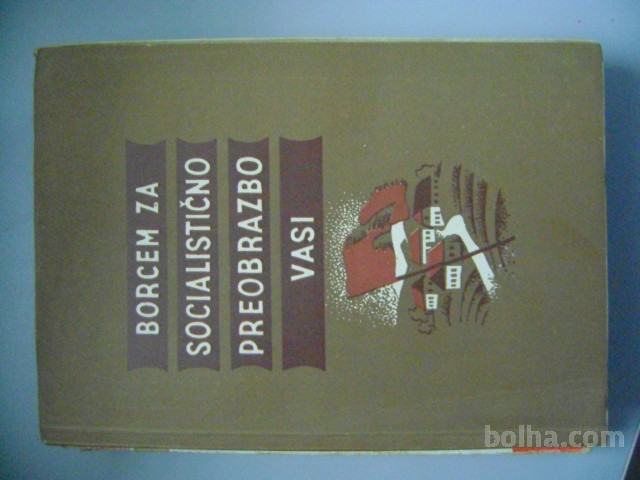 BORCEM ZA
SOCIALISTIČNO
PREOBRAZBO
VASI
bolha.com